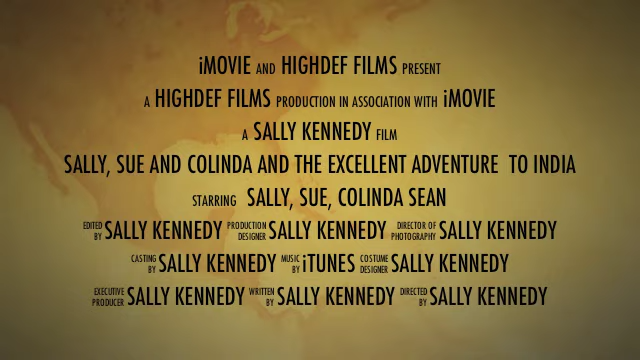 iMOVIE AND HIGHDEF FILMS PRESENT
A HIGHDEF FILMS PRODUCTION IN ASSOCIATION WITH iMOVIE
A SALLY KENNEDY FILM
SALLY, SUE AND COLINDA AND THE EXCELLENT ADVENTURE TO INDIA
STARRING SALLY, SUE, COLINDA SEAN
EDITED BY SALLY KENNEDY PRODUCTION DESIGNER SALLY KENNEDY DIRECTOR OF PHOTOGRAPHY SALLY KENNEDY
CASTING BY SALLY KENNEDY MUSIC BY iTUNES COSTUME DESIGNER SALLY KENNEDY
EXECUTIVE PRODUCER SALLY KENNEDY WRITTEN BY SALLY KENNEDY DIRECTED BY SALLY KENNEDY